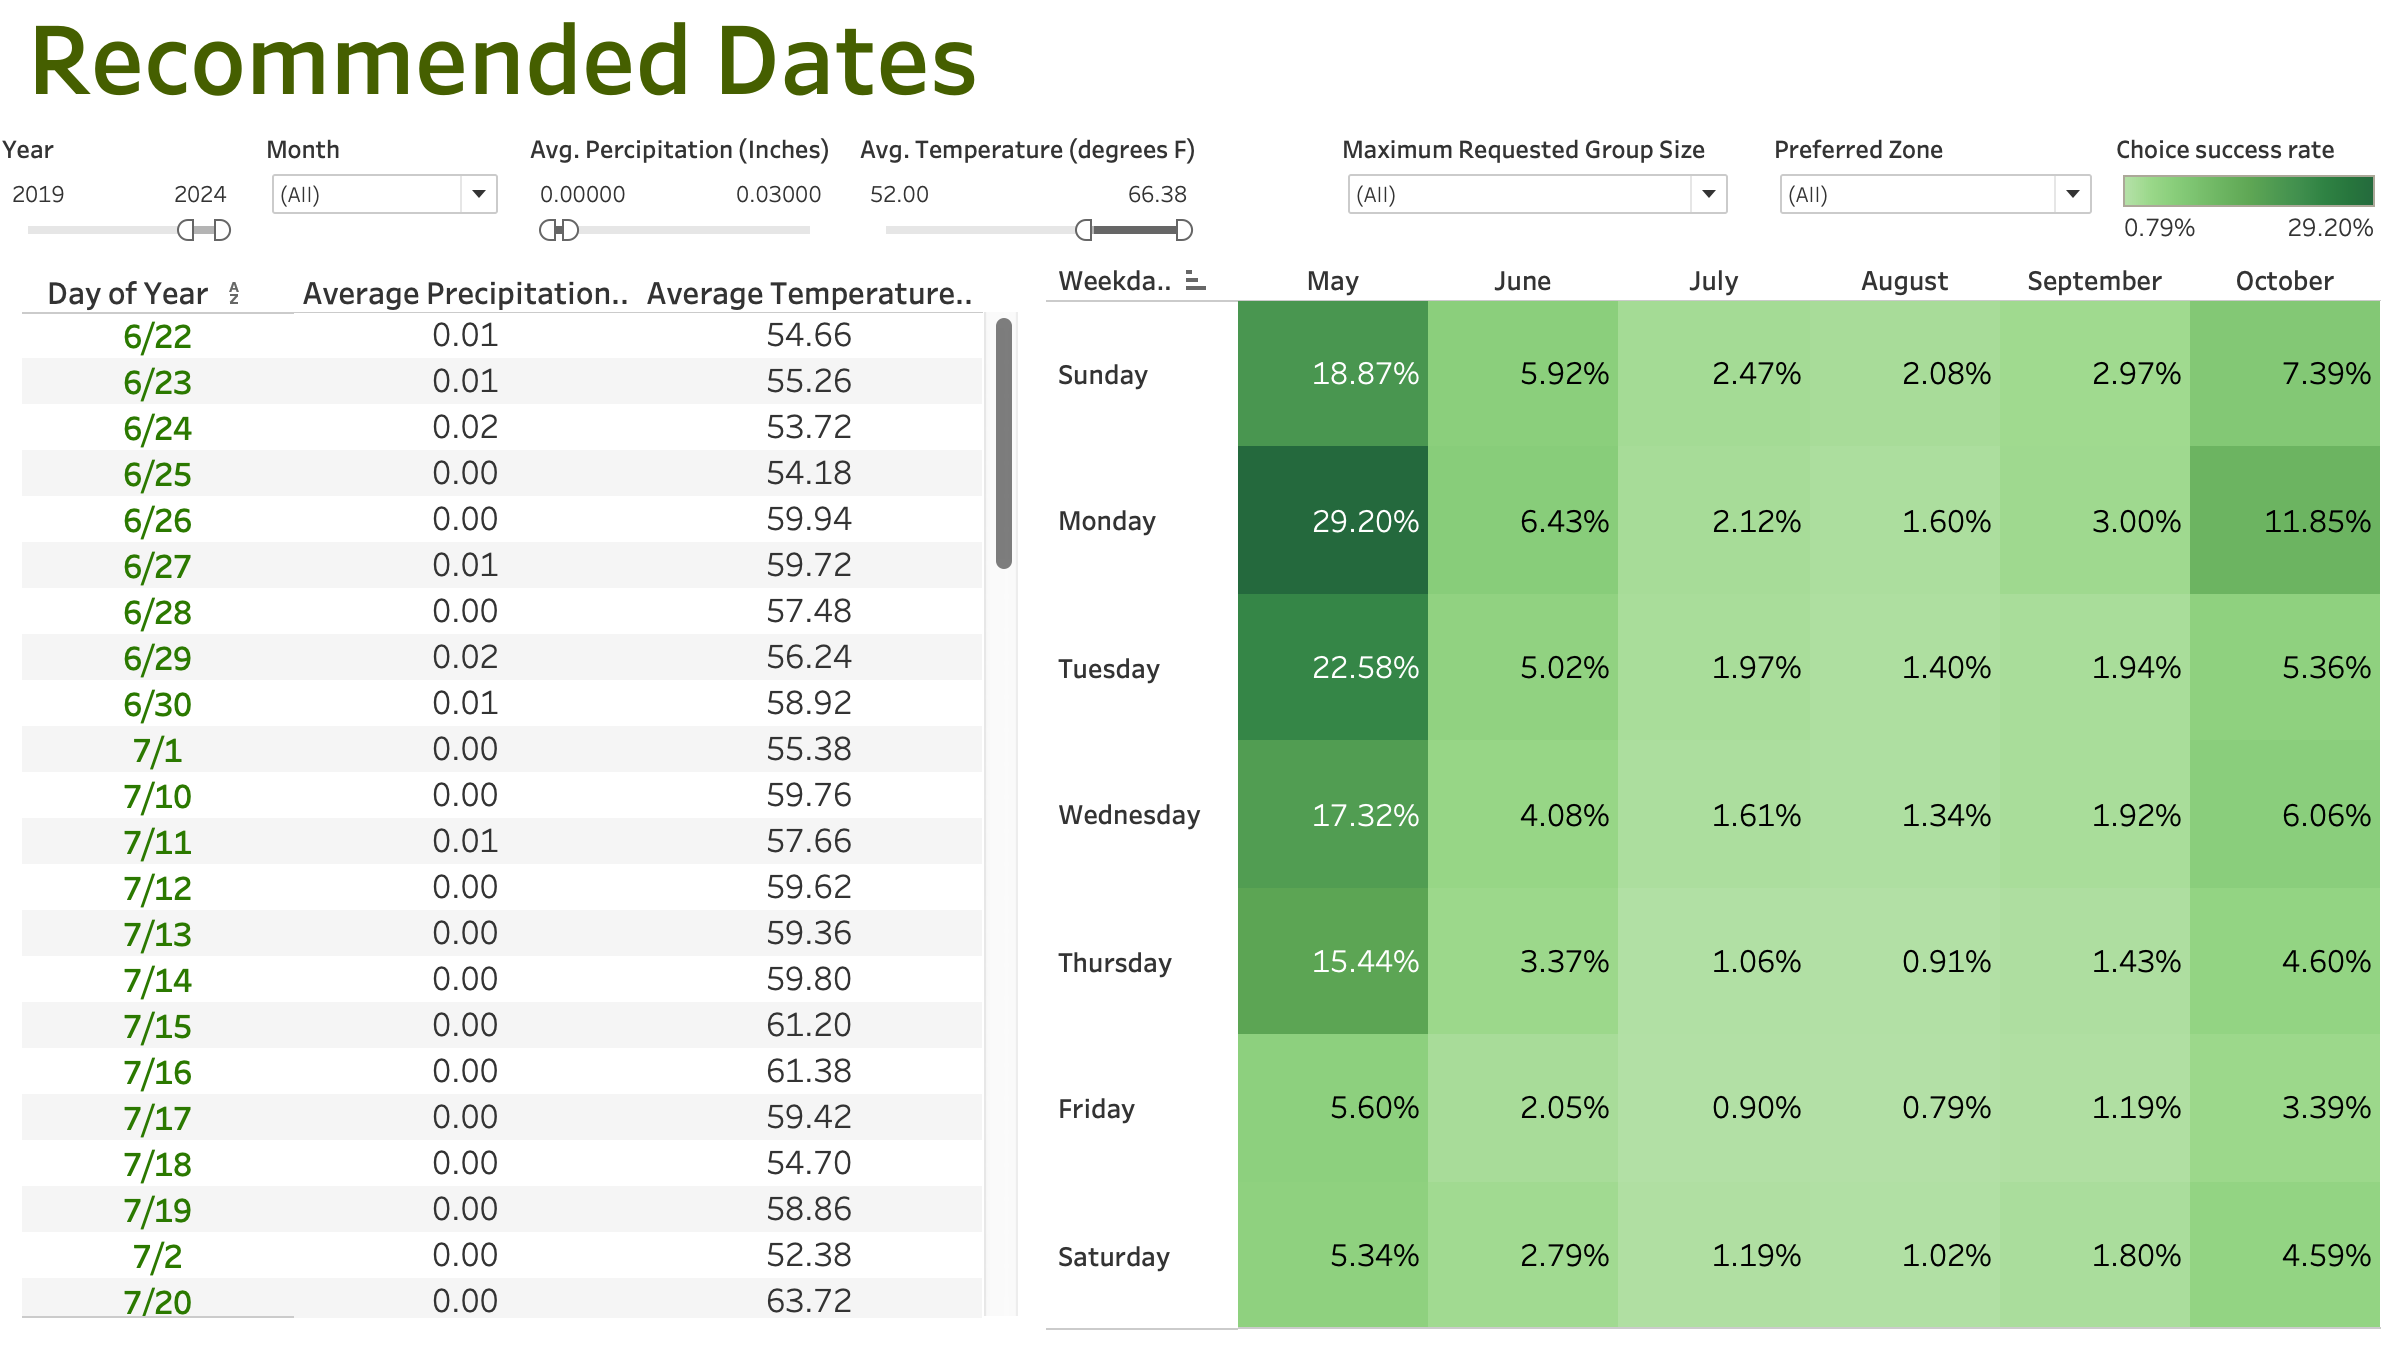 Recommended Dates
Year Month Avg. Percipitation (Inches) Avg. Temperature (degrees F) Maximum Requested Group Size Preferred Zone Choice success rate
2019 2024 (All) 0.00000 0.03000 52.00 66.38 (All) (All)
0.79% 29.20%
Day of Year Average Precipitation.. Average Temperature..
6/22 0.01 54.66
6/23 0.01 55.26
6/24 0.02 53.72
6/25 0.00 54.18
6/26 0.00 59.94
6/27 0.01 59.72
6/28 0.00 57.48
6/29 0.02 56.24
6/30 0.01 58.92
7/1 0.00 55.38
7/10 0.00 59.76
7/11 0.01 57.66
7/12 0.00 59.62
7/13 0.00 59.36
7/14 0.00 59.80
7/15 0.00 61.20
7/16 0.00 61.38
7/17 0.00 59.42
7/18 0.00 54.70
7/19 0.00 58.86
7/2 0.00 52.38
7/20 0.00 63.72
Weekda.. May June July August September October
Sunday 18.87% 5.92% 2.47% 2.08% 2.97% 7.39%
Monday 29.20% 6.43% 2.12% 1.60% 3.00% 11.85%
Tuesday 22.58% 5.02% 1.97% 1.40% 1.94% 5.36%
Wednesday 17.32% 4.08% 1.61% 1.34% 1.92% 6.06%
Thursday 15.44% 3.37% 1.06% 0.91% 1.43% 4.60%
Friday 5.60% 2.05% 0.90% 0.79% 1.19% 3.39%
Saturday 5.34% 2.79% 1.19% 1.02% 1.80% 4.59%